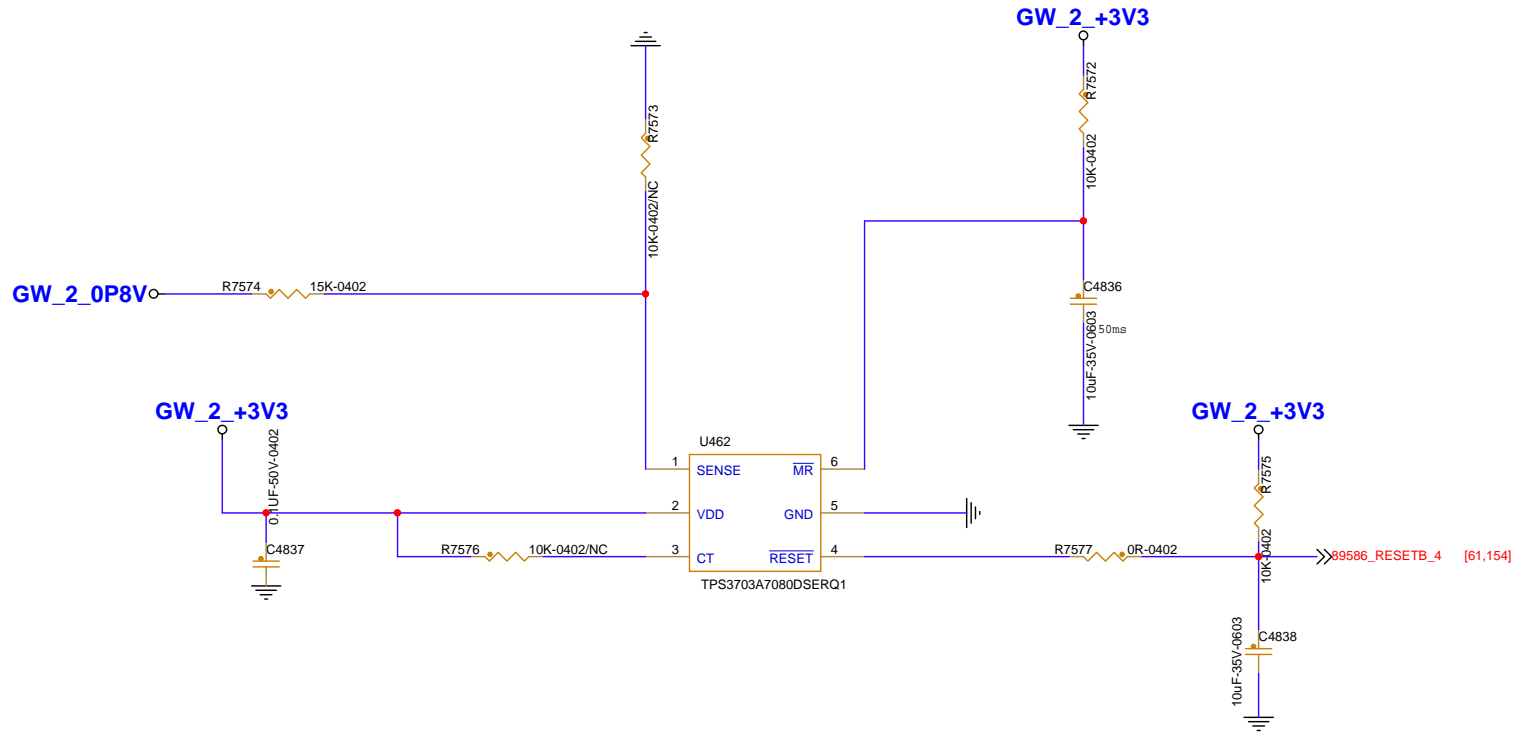 GW_2_+3V3
R7572
10K-0402
R7573
10K-0402/NC
GW_2_0P8V
R7574
15K-0402
C4836
50ms
10uF-35V-0603
GW_2_+3V3
0.1UF-50V-0402
C4837
R7576
10K-0402/NC
U462
1
SENSE
MR
6
2
VDD
GND
5
3
CT
RESET
4
TPS3703A7080DSERQ1
GW_2_+3V3
R7575
10K-0402
R7577
0R-0402
89586_RESETB_4
[61,154]
C4838
10uF-35V-0603